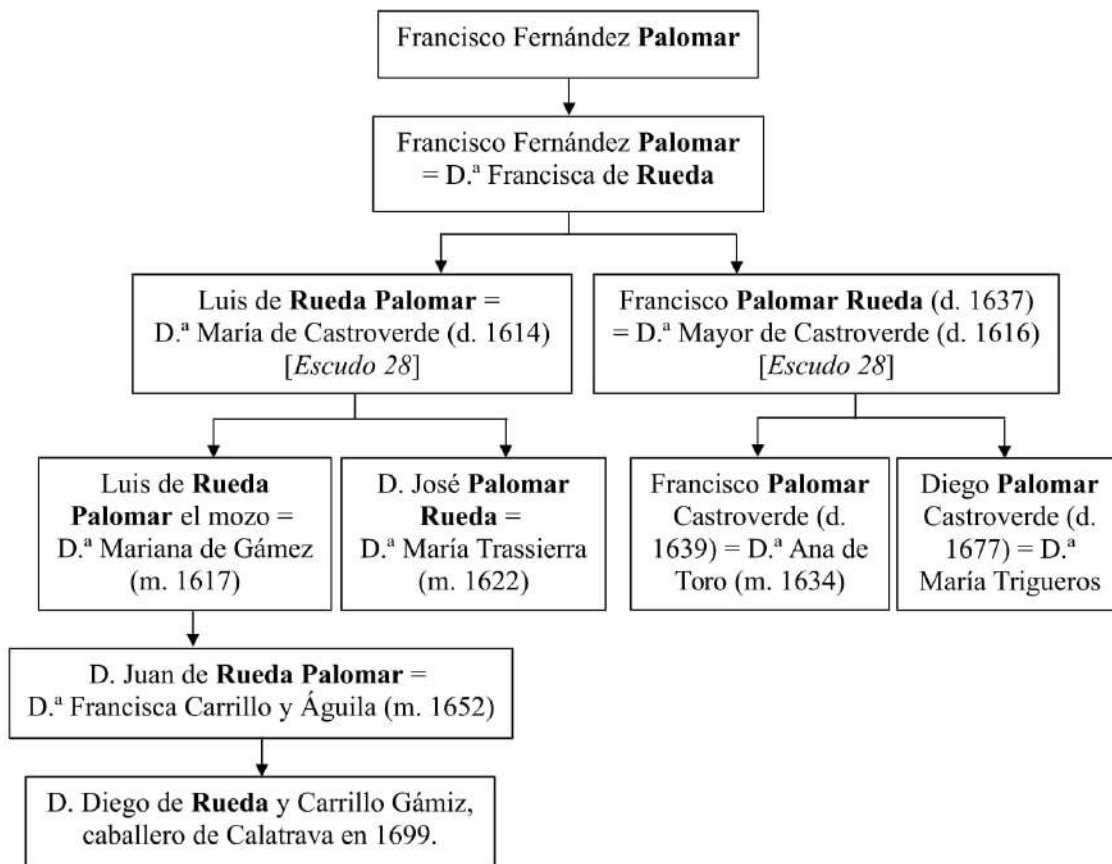 Francisco Fernández Palomar
Francisco Fernández Palomar
= D.ª Francisca de Rueda
Luis de Rueda Palomar =
D.ª María de Castroverde (d. 1614)
[Escudo 28]
Francisco Palomar Rueda (d. 1637)
= D.ª Mayor de Castroverde (d. 1616)
[Escudo 28]
Luis de Rueda
Palomar el mozo =
D.ª Mariana de Gámez
(m. 1617)
D. José Palomar
Rueda =
D.ª María Trassierra
(m. 1622)
Francisco Palomar
Castroverde (d.
1639) = D.ª Ana de
Toro (m. 1634)
Diego Palomar
Castroverde (d.
1677) = D.ª
María Trigueros
D. Juan de Rueda Palomar =
D.ª Francisca Carrillo y Águila (m. 1652)
D. Diego de Rueda y Carrillo Gámiz,
caballero de Calatrava en 1699.